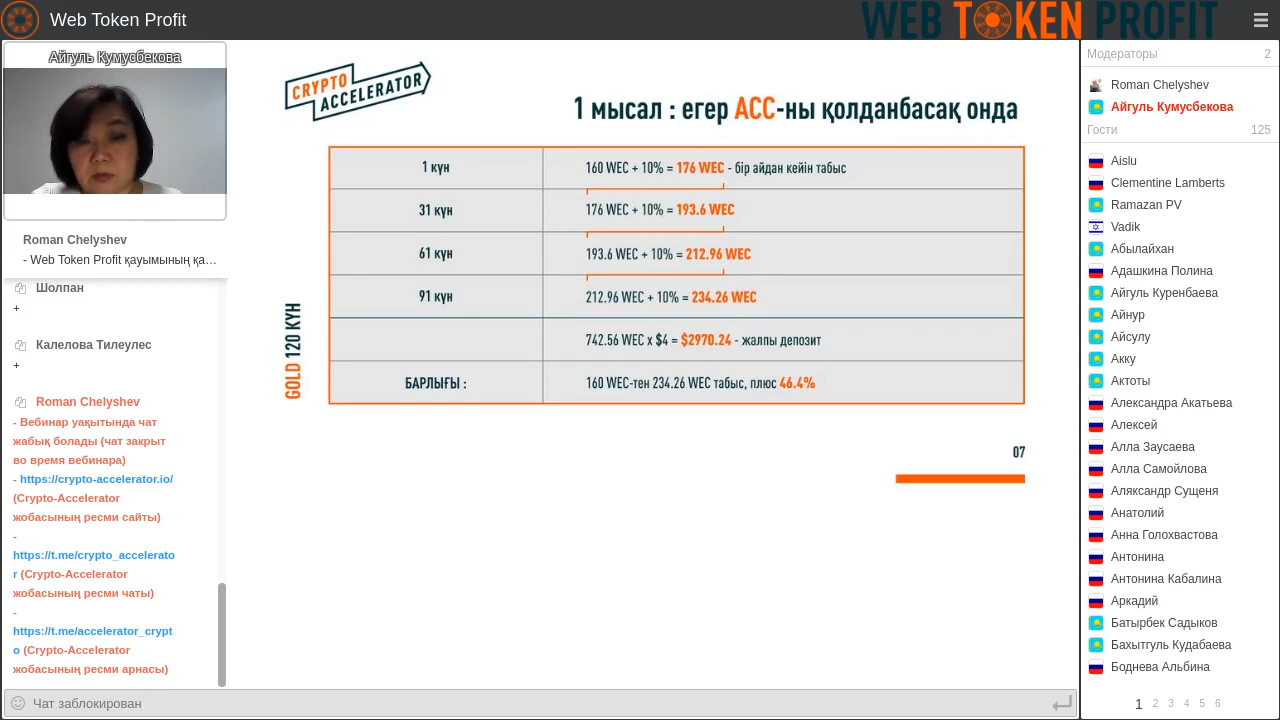 Web Token Profit
WEB TOKEN PROFIT
Айгуль Кумусбекова
Roman Chelyshev
- Web Token Profit қауымының қа…
Шолпан
+
Калелова Тилеулес
+
Roman Chelyshev
- Вебинар уақытында чат
жабық болады (чат закрыт
во время вебинара)
- https://crypto-accelerator.io/
(Crypto-Accelerator
жобасының ресми сайты)
-
https://t.me/crypto_accelerato
r (Crypto-Accelerator
жобасының ресми чаты)
-
https://t.me/accelerator_crypt
o (Crypto-Accelerator
жобасының ресми арнасы)
Чат заблокирован
CRYPTO
ACCELERATOR
1 мысал : егер ACC-ны қолданбасақ онда
GOLD 120 КҮН
1 күн 160 WEC + 10% = 176 WEC - бір айдан кейін табыс
31 күн 176 WEC + 10% = 193.6 WEC
61 күн 193.6 WEC + 10% = 212.96 WEC
91 күн 212.96 WEC + 10% = 234.26 WEC
742.56 WEC x $4 = $2970.24 - жалпы депозит
БАРЛЫҒЫ : 160 WEC-тен 234.26 WEC табыс, плюс 46.4%
07
Модераторы 2
Roman Chelyshev
Айгуль Кумусбекова
Гости 125
Aislu
Clementine Lamberts
Ramazan PV
Vadik
Абылайхан
Адашкина Полина
Айгуль Куренбаева
Айнур
Айсулу
Акку
Актоты
Александра Акатьева
Алексей
Алла Заусаева
Алла Самойлова
Аляксандр Сущеня
Анатолий
Анна Голохвастова
Антонина
Антонина Кабалина
Аркадий
Батырбек Садыков
Бахытгуль Кудабаева
Боднева Альбина
1 2 3 4 5 6